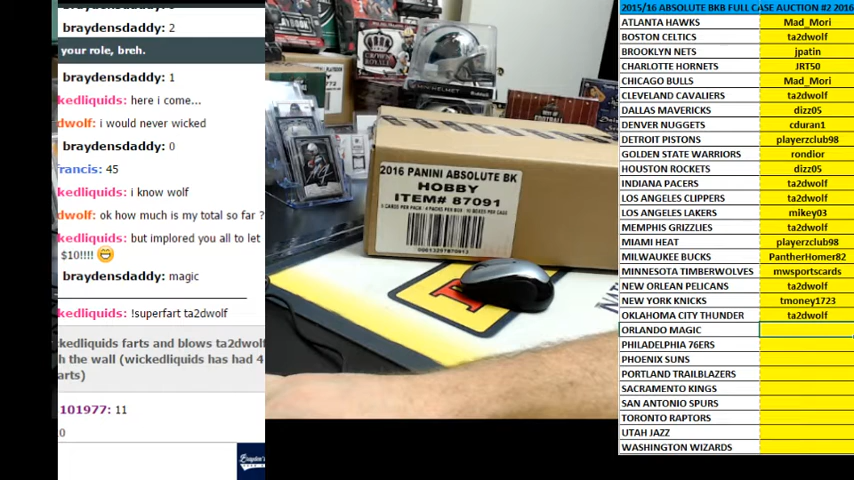 braydensdaddy: 2
your role, breh.
braydensdaddy: 1
kedliquids: here i come...
dwolf: i would never wicked
braydensdaddy: 0
rancis: 45
kedliquids: i know wolf
dwolf: ok how much is my total so far ?
kedliquids: but implored you all to let
$10!!!!
braydensdaddy: magic
kedliquids: !superfart ta2dwolf
ckedliquids farts and blows ta2dwolf
h the wall (wickedliquids has had 4
arts)
101977: 11
CROWN
ROYALE
MINI HELMET
2016 PANINI ABSOLUTE BK
HOBBY
ITEM# 87091
2015/16 ABSOLUTE BKB FULL CASE AUCTION #2 2016
ATLANTA HAWKS Mad_Mori
BOSTON CELTICS ta2dwolf
BROOKLYN NETS jpatin
CHARLOTTE HORNETS JRT50
CHICAGO BULLS Mad_Mori
CLEVELAND CAVALIERS ta2dwolf
DALLAS MAVERICKS dizz05
DENVER NUGGETS cduran1
DETROIT PISTONS playerzclub98
GOLDEN STATE WARRIORS rondior
HOUSTON ROCKETS dizz05
INDIANA PACERS ta2dwolf
LOS ANGELES CLIPPERS ta2dwolf
LOS ANGELES LAKERS mikey03
MEMPHIS GRIZZLIES ta2dwolf
MIAMI HEAT playerzclub98
MILWAUKEE BUCKS PantherHomer82
MINNESOTA TIMBERWOLVES mwsportscards
NEW ORLEAN PELICANS ta2dwolf
NEW YORK KNICKS tmoney1723
OKLAHOMA CITY THUNDER ta2dwolf
ORLANDO MAGIC
PHILADELPHIA 76ERS
PHOENIX SUNS
PORTLAND TRAILBLAZERS
SACRAMENTO KINGS
SAN ANTONIO SPURS
TORONTO RAPTORS
UTAH JAZZ
WASHINGTON WIZARDS